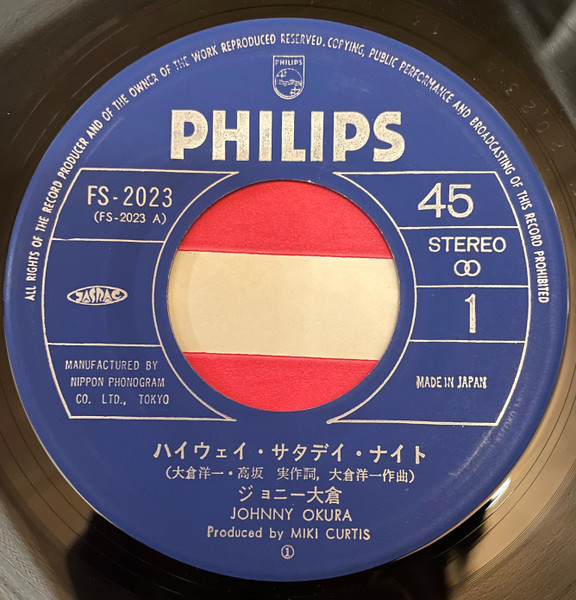 ALL RIGHTS OF THE RECORD PRODUCER AND OF THE OWNER OF THE WORK REPRODUCED RESERVED. COPYING, PUBLIC PERFORMANCE AND BROADCASTING OF THIS RECORD PROHIBITED
PHILIPS
PHILIPS
FS-2023
(FS-2023 A)
45
STEREO
1
JASRAC
MANUFACTURED BY
NIPPON PHONOGRAM
CO. LTD., TOKYO
MADE IN JAPAN
ハイウェイ・サタデイ・ナイト
(大倉洋一・高坂 実作詞, 大倉洋一作曲)
ジョニー大倉
JOHNNY OKURA
Produced by MIKI CURTIS
①